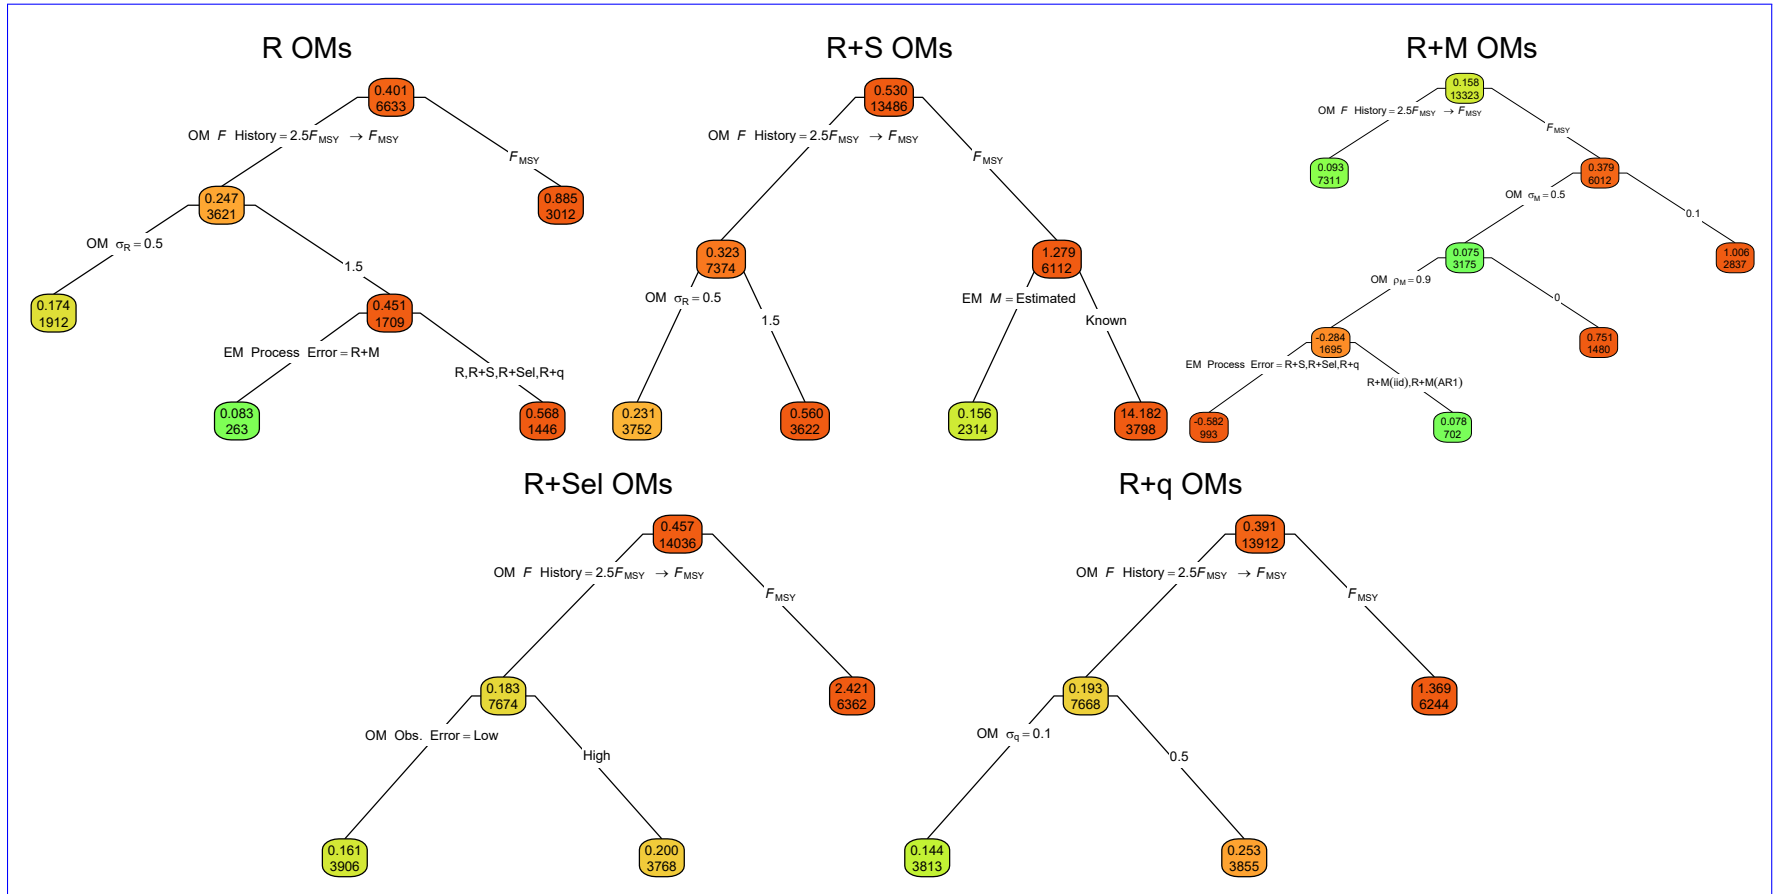 R OMs
0.401
6633
OM F History = 2.5F_MSY → F_MSY
F_MSY
0.247
3621
0.885
3012
OM σ_R = 0.5
1.5
0.174
1912
0.451
1709
EM Process Error = R+M
R,R+S,R+Sel,R+q
0.083
263
0.568
1446
R+S OMs
0.530
13486
OM F History = 2.5F_MSY → F_MSY
F_MSY
0.323
7374
1.279
6112
OM σ_R = 0.5
1.5
EM M = Estimated
Known
0.231
3752
0.560
3622
0.156
2314
14.182
3798
R+M OMs
0.158
13323
OM F History = 2.5F_MSY → F_MSY
F_MSY
0.093
7311
0.379
6012
OM σ_M = 0.5
0.1
0.075
3175
1.006
2837
OM ρ_M = 0.9
0
-0.284
1695
0.751
1480
EM Process Error = R+S,R+Sel,R+q
R+M(iid),R+M(AR1)
-0.582
993
0.078
702
R+Sel OMs
0.457
14036
OM F History = 2.5F_MSY → F_MSY
F_MSY
0.183
7674
2.421
6362
OM Obs. Error = Low
High
0.161
3906
0.200
3768
R+q OMs
0.391
13912
OM F History = 2.5F_MSY → F_MSY
F_MSY
0.193
7668
1.369
6244
OM σ_q = 0.1
0.5
0.144
3813
0.253
3855